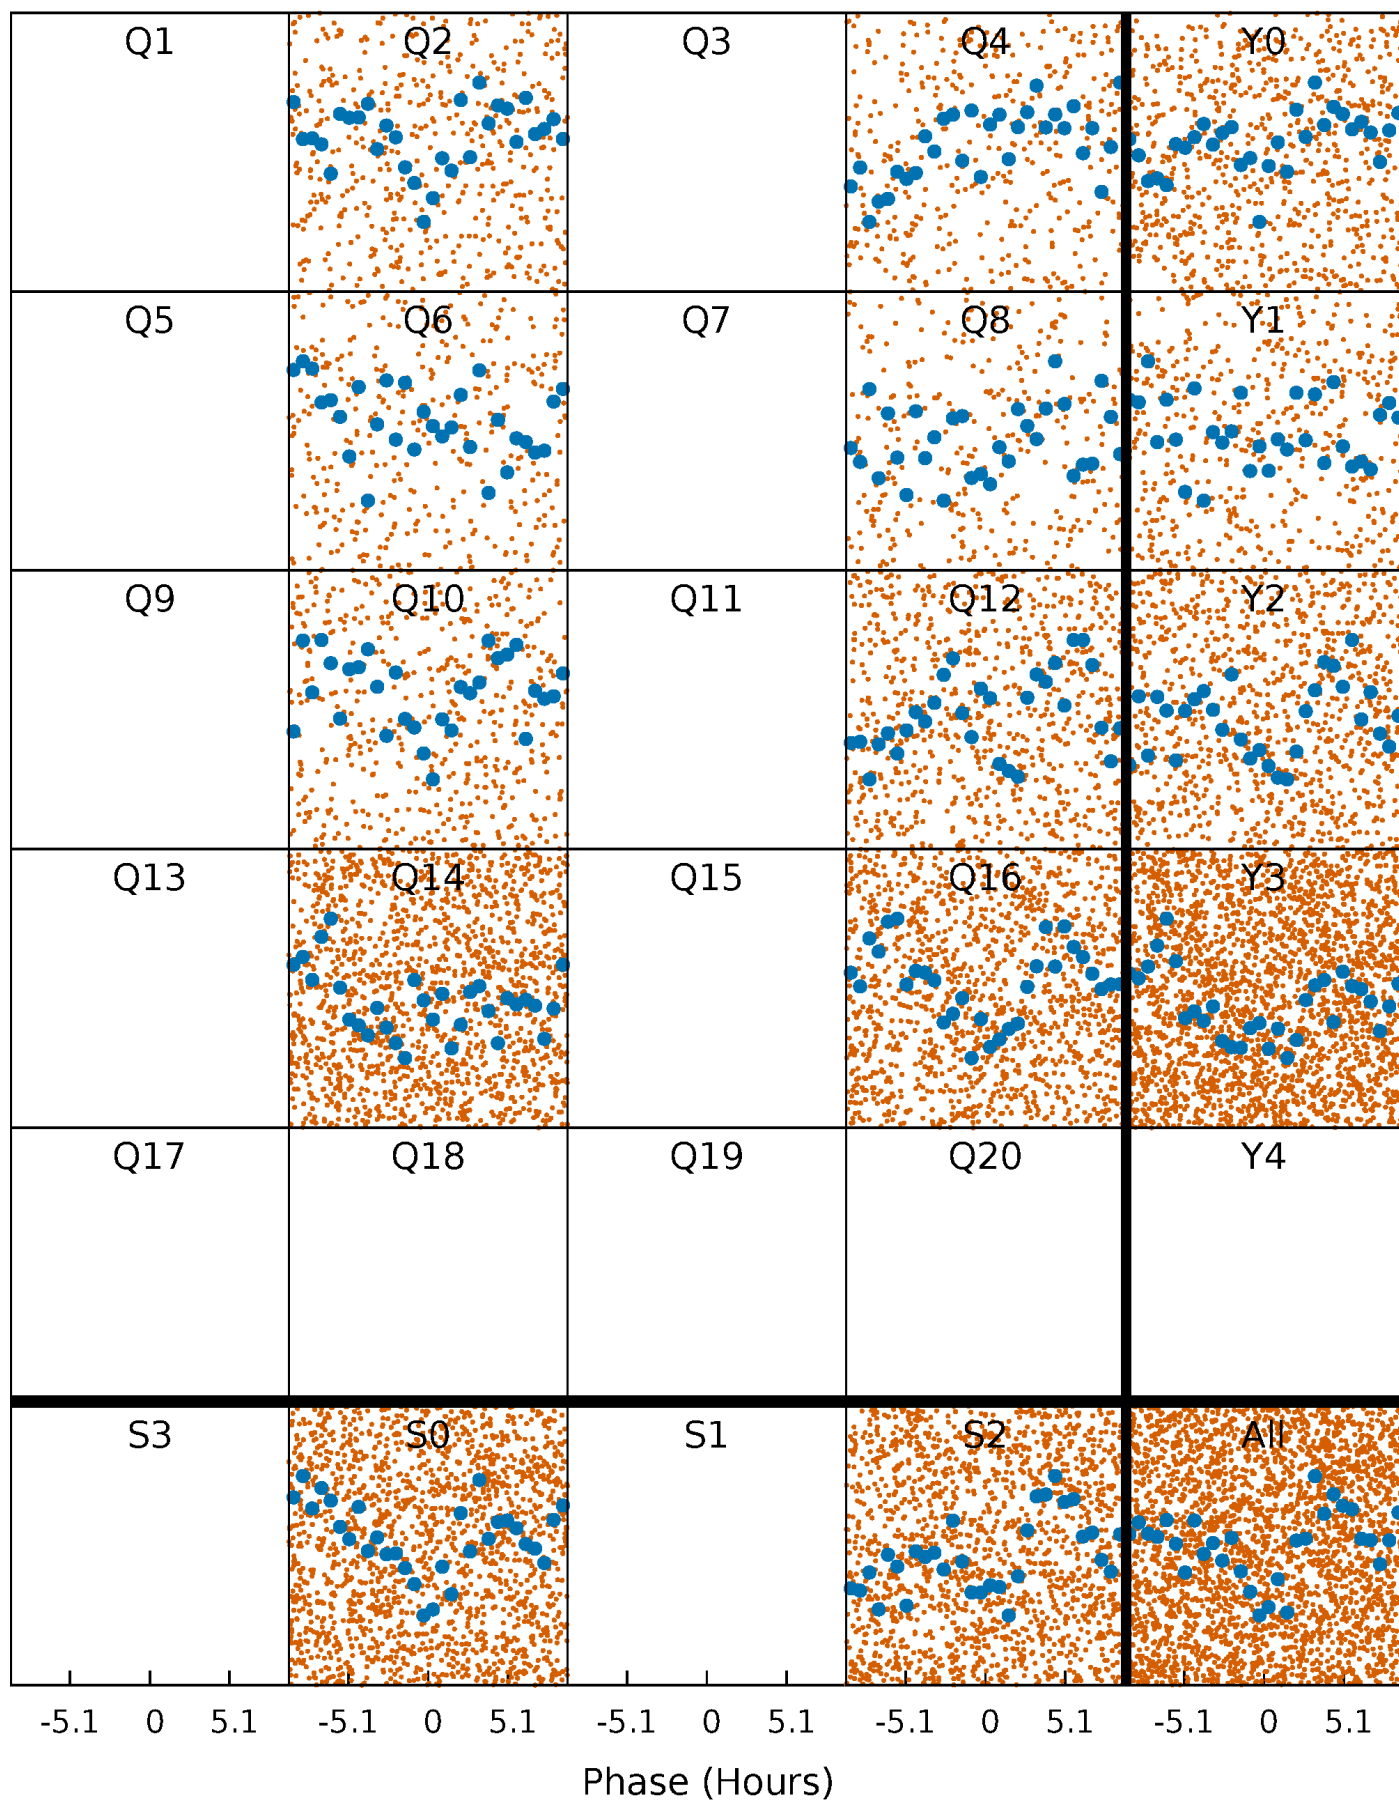 Q1 Q2 Q3 Q4 Y0
Q5 Q6 Q7 Q8 Y1
Q9 Q10 Q11 Q12 Y2
Q13 Q14 Q15 Q16 Y3
Q17 Q18 Q19 Q20 Y4
S3 S0 S1 S2 All
-5.1 0 5.1 -5.1 0 5.1 -5.1 0 5.1 -5.1 0 5.1 -5.1 0 5.1
Phase (Hours)